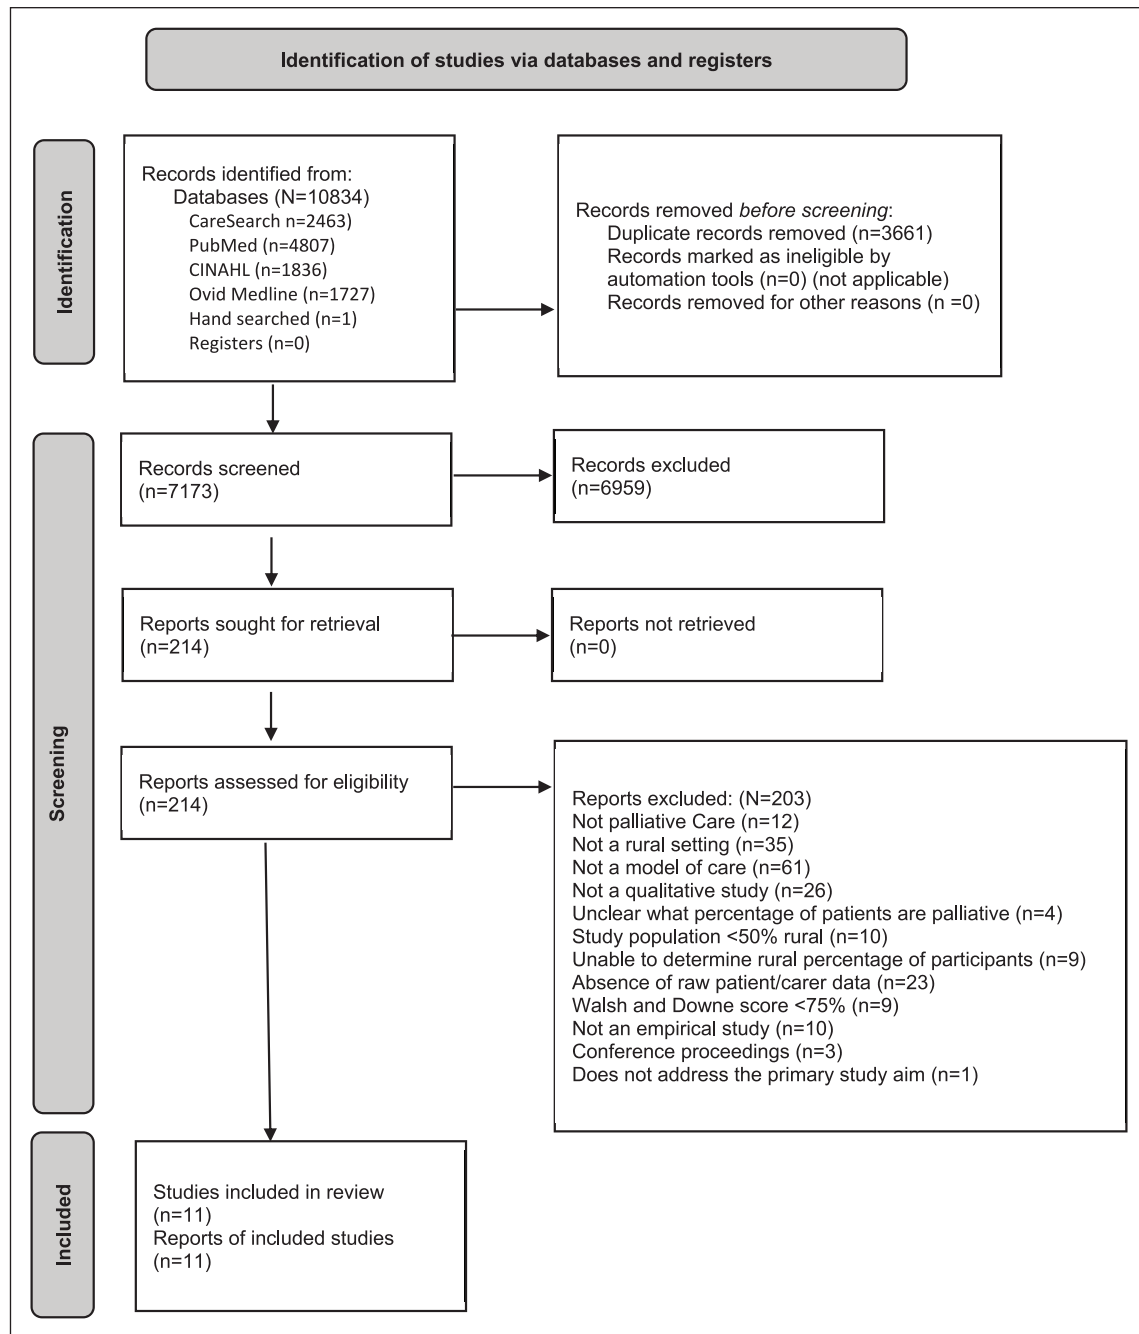 Identification of studies via databases and registers
Identification
Records identified from:
Databases (N=10834)
CareSearch n=2463)
PubMed (n=4807)
CINAHL (n=1836)
Ovid Medline (n=1727)
Hand searched (n=1)
Registers (n=0)
Records removed before screening:
Duplicate records removed (n=3661)
Records marked as ineligible by
automation tools (n=0) (not applicable)
Records removed for other reasons (n =0)
Screening
Records screened
(n=7173)
Records excluded
(n=6959)
Reports sought for retrieval
(n=214)
Reports not retrieved
(n=0)
Reports assessed for eligibility
(n=214)
Reports excluded: (N=203)
Not palliative Care (n=12)
Not a rural setting (n=35)
Not a model of care (n=61)
Not a qualitative study (n=26)
Unclear what percentage of patients are palliative (n=4)
Study population <50% rural (n=10)
Unable to determine rural percentage of participants (n=9)
Absence of raw patient/carer data (n=23)
Walsh and Downe score <75% (n=9)
Not an empirical study (n=10)
Conference proceedings (n=3)
Does not address the primary study aim (n=1)
Included
Studies included in review
(n=11)
Reports of included studies
(n=11)